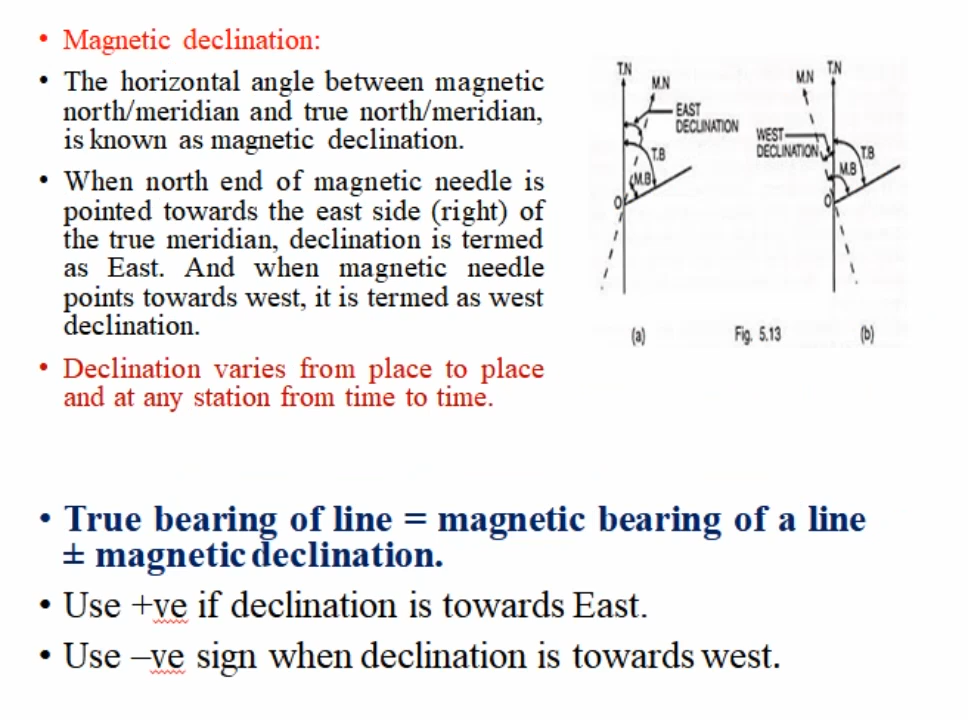 • Magnetic declination:
• The horizontal angle between magnetic
north/meridian and true north/meridian,
is known as magnetic declination.
• When north end of magnetic needle is
pointed towards the east side (right) of
the true meridian, declination is termed
as East. And when magnetic needle
points towards west, it is termed as west
declination.
• Declination varies from place to place
and at any station from time to time.
T.N
M.N
EAST
DECLINATION
T.B
M.B
O
(a)
M.N
T.N
WEST
DECLINATION
T.B
M.B
O
Fig. 5.13
(b)
• True bearing of line = magnetic bearing of a line
± magnetic declination.
• Use +ve if declination is towards East.
• Use –ve sign when declination is towards west.